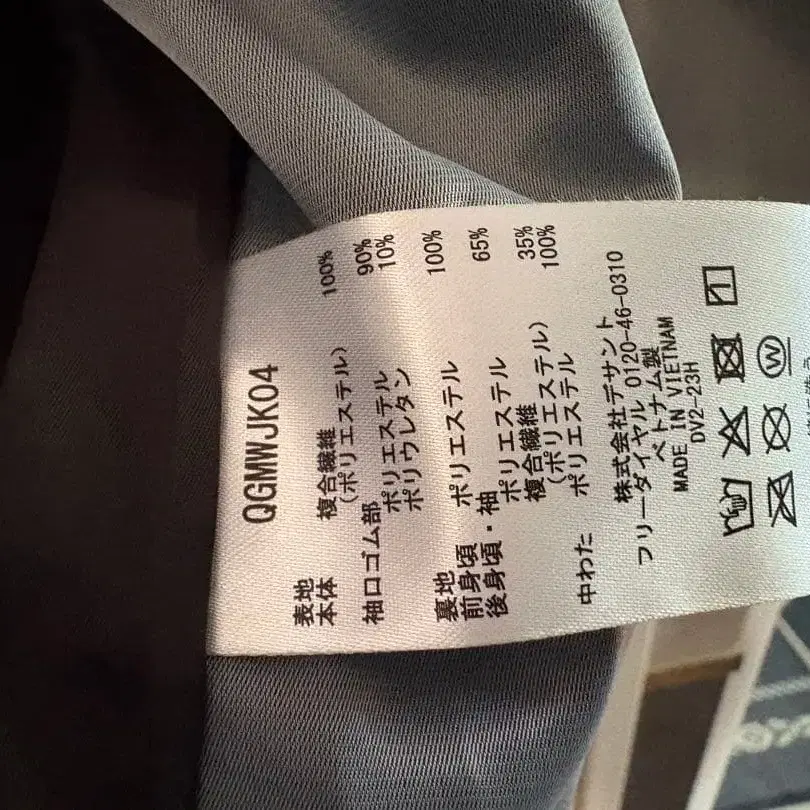 QGMWJK04
表地
本体 複合繊維
(ポリエステル) 100%
袖口ゴム部 ポリエステル 90%
ポリウレタン 10%
裏地
前身頃 ポリエステル 100%
後身頃・袖 ポリエステル 65%
複合繊維
(ポリエステル) 35%
中わた ポリエステル 100%
株式会社デサント
フリーダイヤル 0120-46-0310
ベトナム製
MADE IN VIETNAM
DV2-23H
W